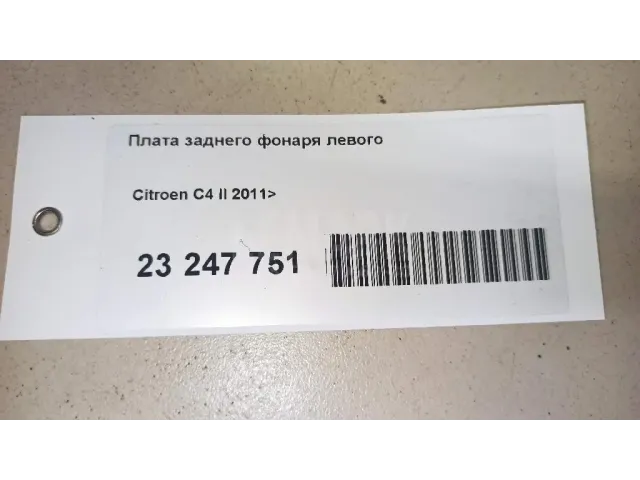 Плата заднего фонаря левого
Citroen C4 II 2011>
23 247 751